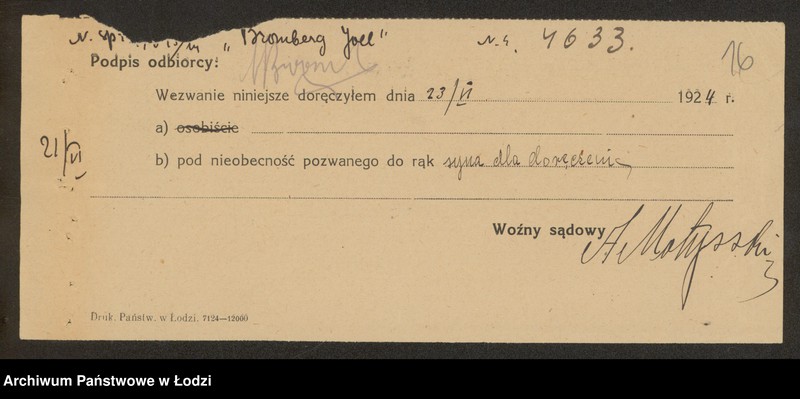 N. sp. "Bromberg Joel" N. 4633.
16
Podpis odbiorcy:
Wezwanie niniejsze doręczyłem dnia 23/VI 1924 r.
a) osobiście
21/VI
b) pod nieobecność pozwanego do rąk syna dla doręczenia
Woźny sądowy
Druk. Państw. w Łodzi. 7124—12000
Archiwum Państwowe w Łodzi